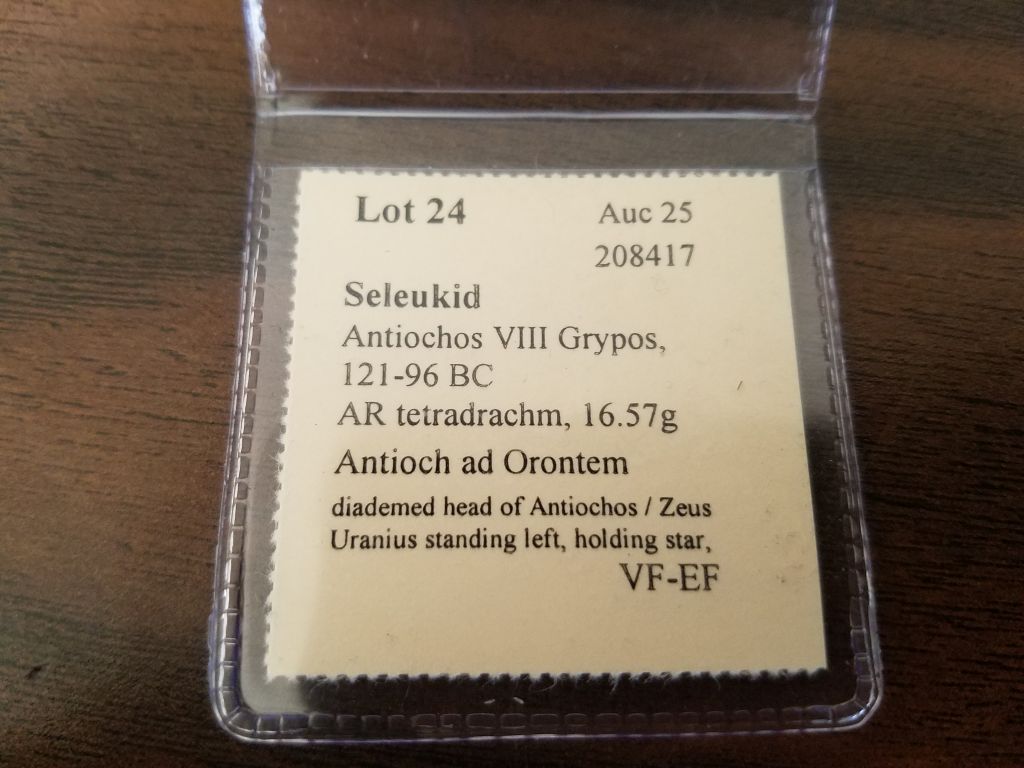 Lot 24 Auc 25
208417
Seleukid
Antiochos VIII Grypos,
121-96 BC
AR tetradrachm, 16.57g
Antioch ad Orontem
diademed head of Antiochos / Zeus
Uranius standing left, holding star,
VF-EF